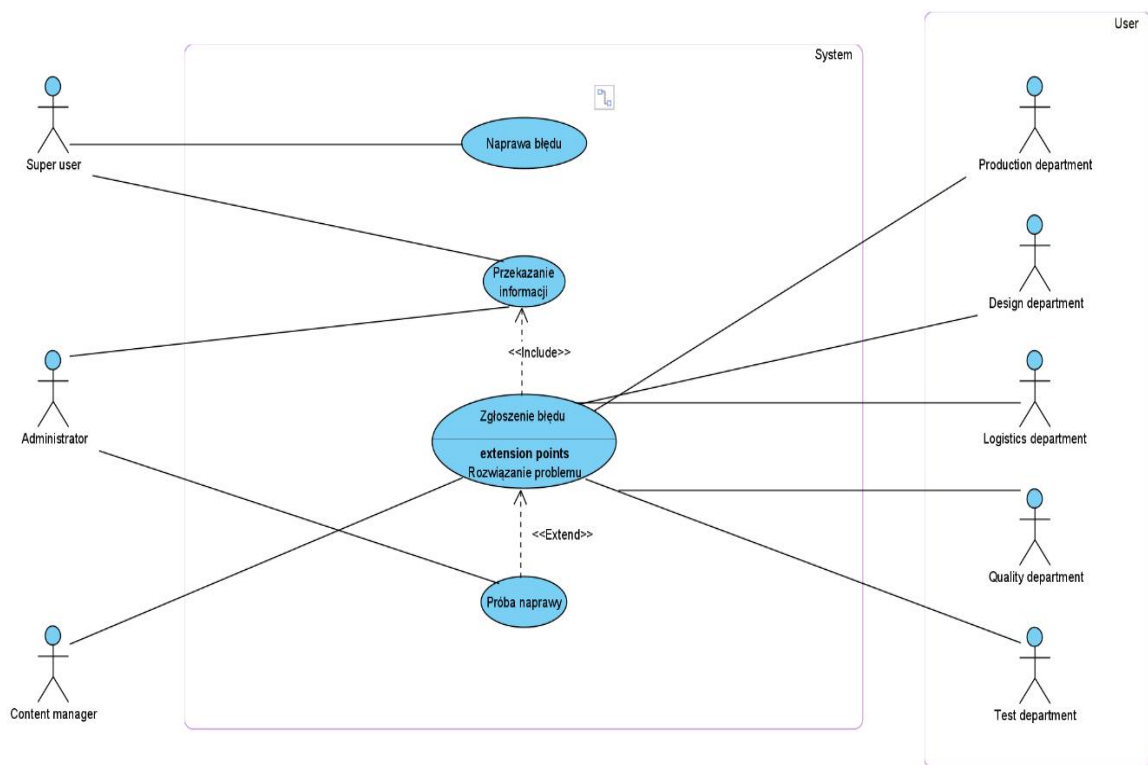 User
System
Super user
Naprawa błędu
Production department
Przekazanie
informacji
Design department
<<Include>>
Administrator
Zgłoszenie błędu
extension points
Rozwiązanie problemu
Logistics department
<<Extend>>
Quality department
Próba naprawy
Content manager
Test department